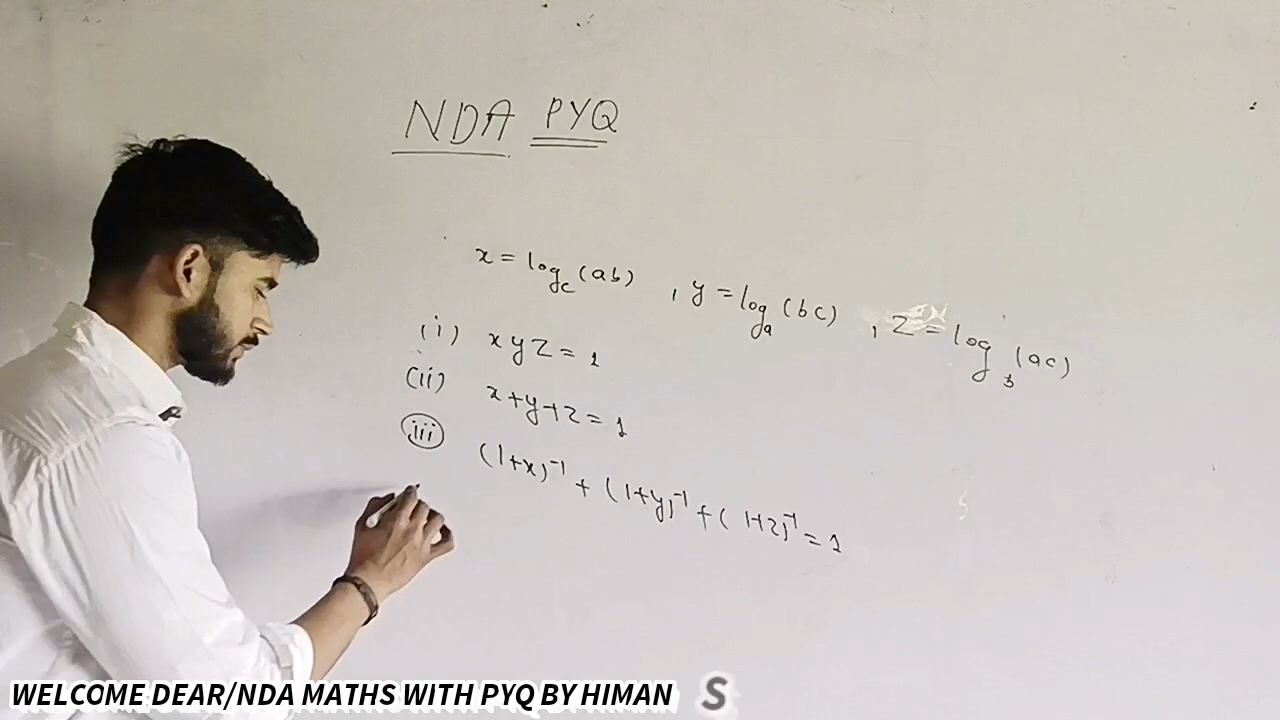 NDA PYQ
x = log_c (ab) , y = log_a (bc) , z = log_b (ac)
(i) xyz = 1
(ii) x+y+z = 1
(iii) (1+x)⁻¹ + (1+y)⁻¹ + (1+z)⁻¹ = 1
WELCOME DEAR/NDA MATHS WITH PYQ BY HIMAN S